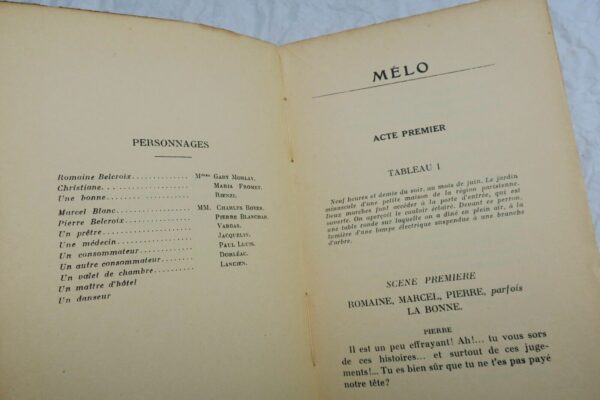 PERSONNAGES
Romaine Belcroix............... Mmes GABY MORLAY.
Christiane..................... MARIA FROMET.
Une bonne...................... RIENZI.
Marcel Blanc................... MM. CHARLES BOYER.
Pierre Belcroix................ PIERRE BLANCHAR.
Un prêtre...................... VARGAS.
Une médecin.................... JACQUELIN.
Un consommateur................ PAUL LUCIS.
Un autre consommateur.......... DORLÉAC.
Un valet de chambre............ LANCIEN.
Un maître d'hôtel
Un danseur
MÉLO
ACTE PREMIER
TABLEAU I
Neuf heures et demie du soir, au mois de juin. Le jardin
minuscule d'une petite maison de la région parisienne.
Deux marches font accéder à la porte d'entrée, qui est
ouverte. On aperçoit le couloir éclairé. Devant ce perron,
une table ronde sur laquelle on a dîné en plein air, à la
lumière d'une lampe électrique suspendue à une branche
d'arbre.
SCENE PREMIERE
ROMAINE, MARCEL, PIERRE, parfois
LA BONNE.
PIERRE
Il est un peu effrayant! Ah!... tu vous sors
de ces histoires... et surtout de ces juge-
ments!... Tu es bien sûr que tu ne t'es pas payé
notre tête?